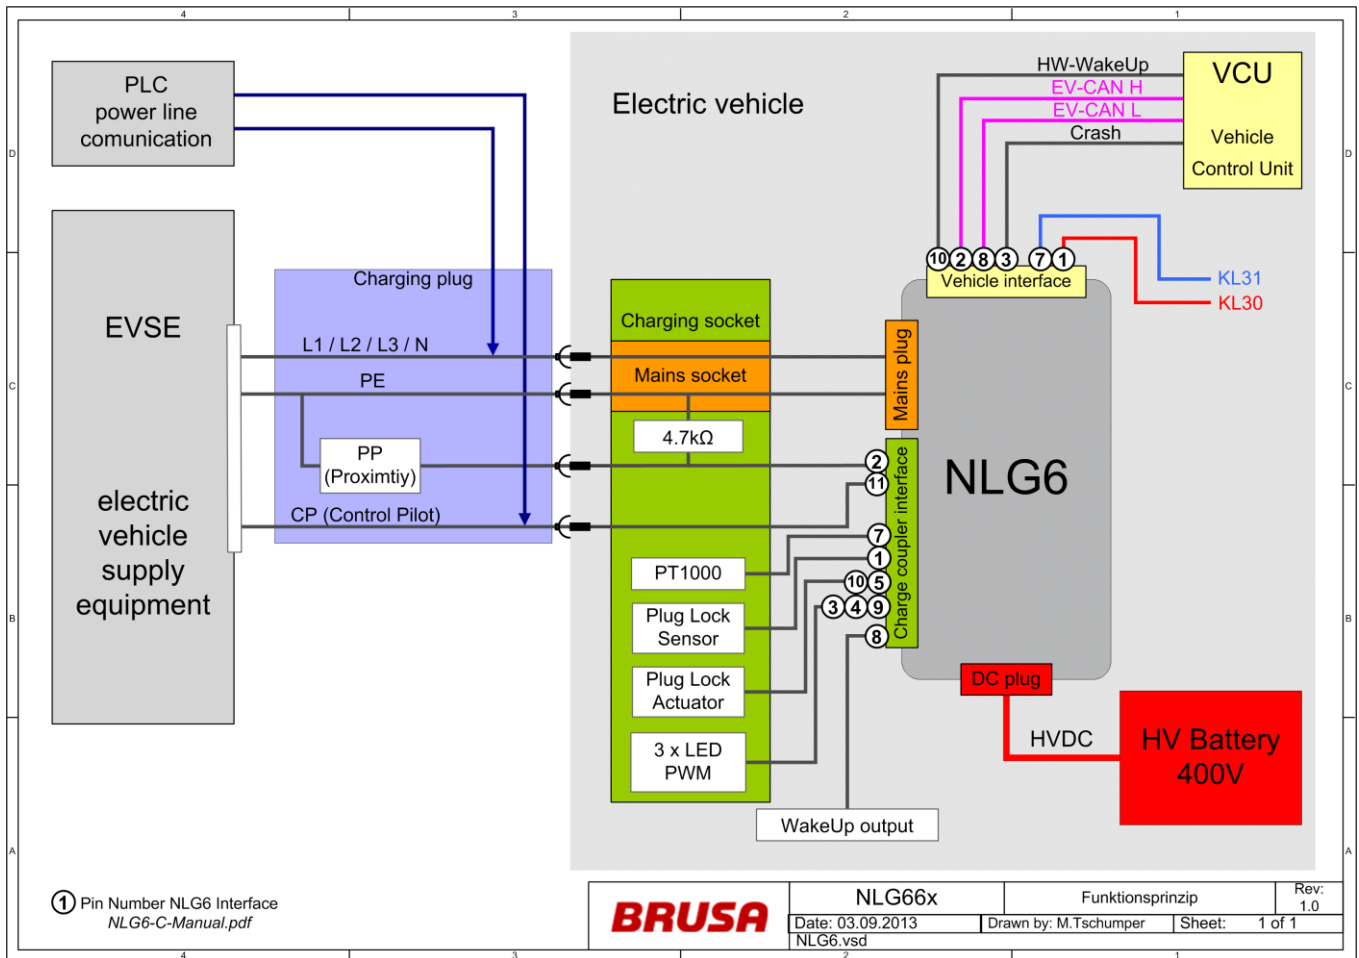 4
3
2
1
PLC
power line
comunication
Electric vehicle
HW-WakeUp
EV-CAN H
EV-CAN L
Crash
VCU
Vehicle
Control Unit
D
D
10 2 8 3 7 1
Vehicle interface
KL31
KL30
Charging plug
EVSE
L1 / L2 / L3 / N
PE
PP
(Proximtiy)
CP (Control Pilot)
electric
vehicle
supply
equipment
Charging socket
Mains socket
4.7kΩ
Mains plug
C
C
NLG6
Charge coupler interface
2
11
7
1
10 5
3 4 9
8
PT1000
Plug Lock
Sensor
Plug Lock
Actuator
3 x LED
PWM
B
B
DC plug
HVDC
HV Battery
400V
WakeUp output
A
A
1 Pin Number NLG6 Interface
NLG6-C-Manual.pdf
BRUSA
NLG66x
Funktionsprinzip
Rev:
1.0
Date: 03.09.2013
Drawn by: M.Tschumper
Sheet: 1 of 1
NLG6.vsd
4
3
2
1